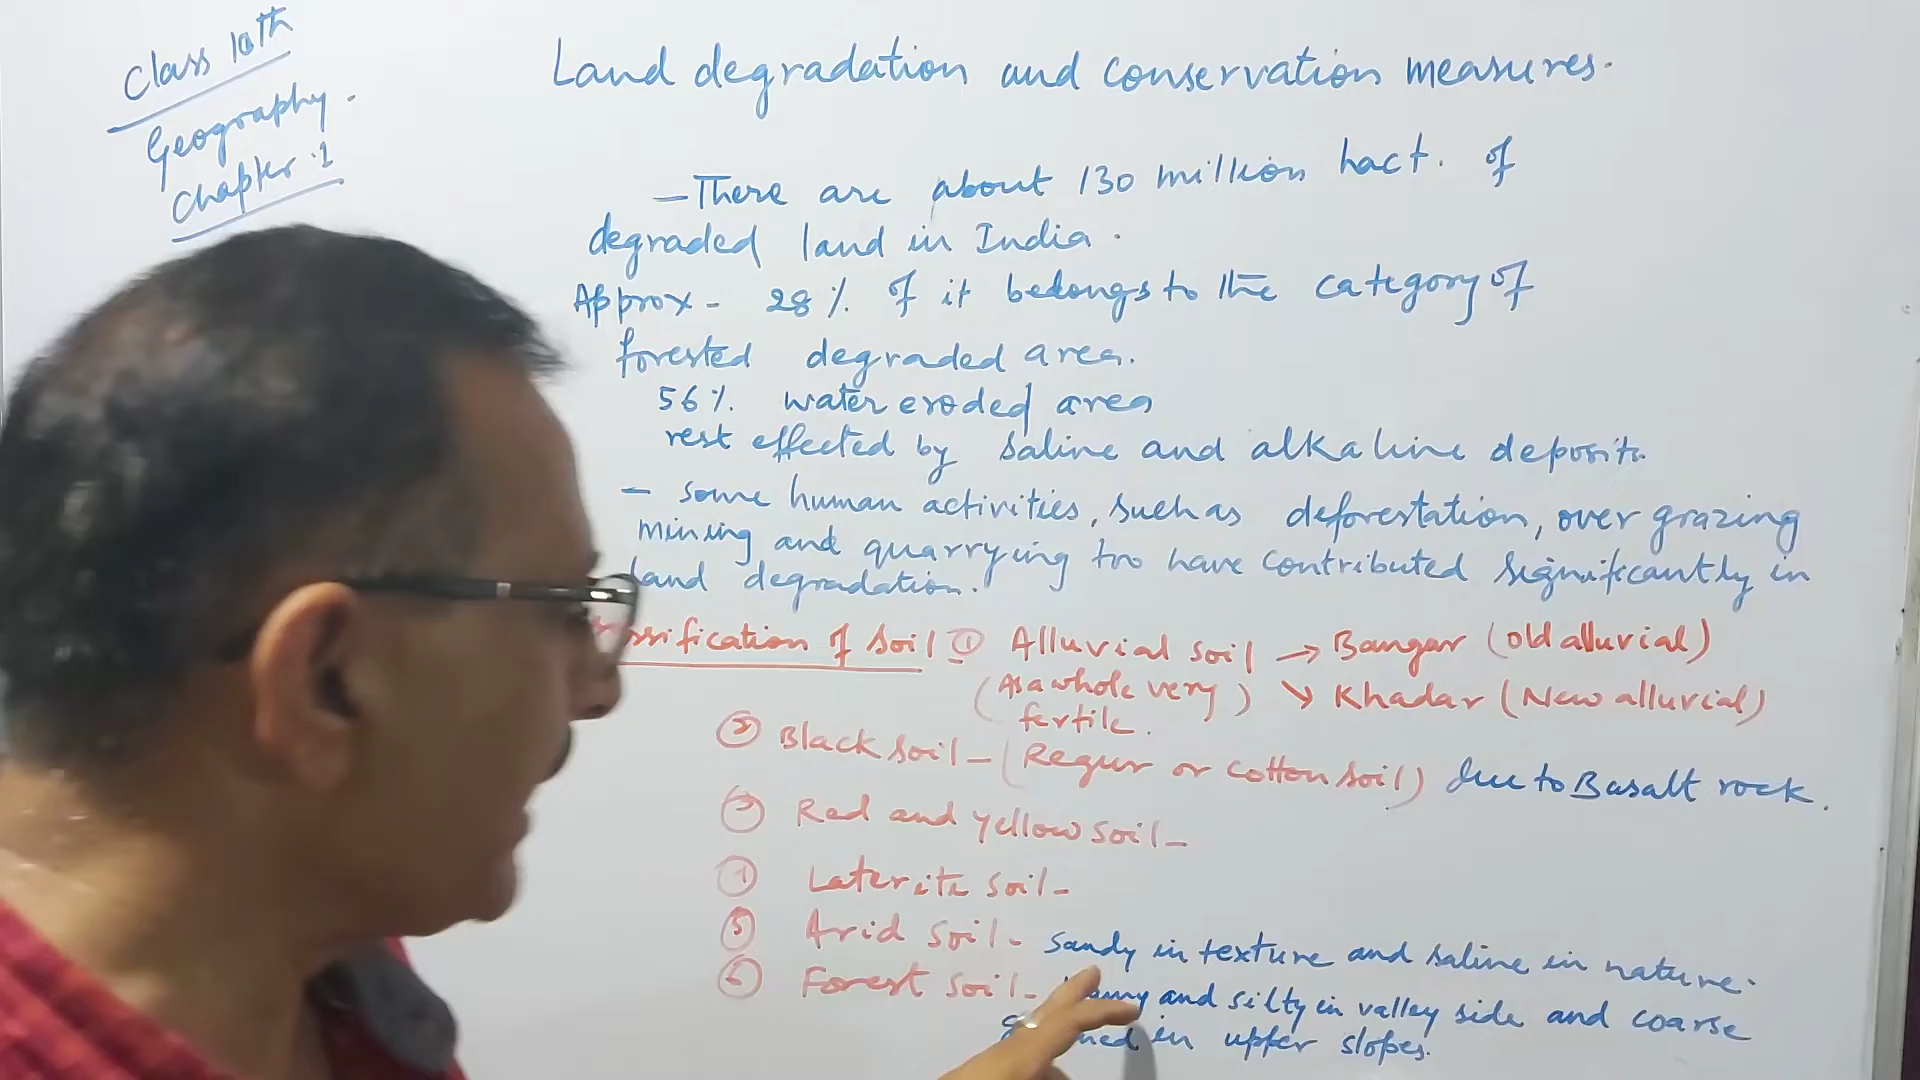 Class 10th
Geography.
Chapter.1
Land degradation and conservation measures.
- There are about 130 million hact. of
degraded land in India.
Approx - 28% of it belongs to the category of
forested degraded area.
56% water eroded area
rest effected by saline and alkaline deposit.
- some human activities, such as deforestation, over grazing
mining and quarrying too have contributed significantly in
land degradation.
of soil ① Alluvial soil → Bangar (old alluvial)
(As a whole very fertile. ) ↘ Khadar (New alluvial)
② Black soil - (Regur or cotton soil) due to Basalt rock.
③ Red and yellow soil -
④ Laterite soil -
⑤ Arid soil - sandy in texture and saline in nature.
⑥ Forest soil - and silty in valley side and coarse
in upper slopes.